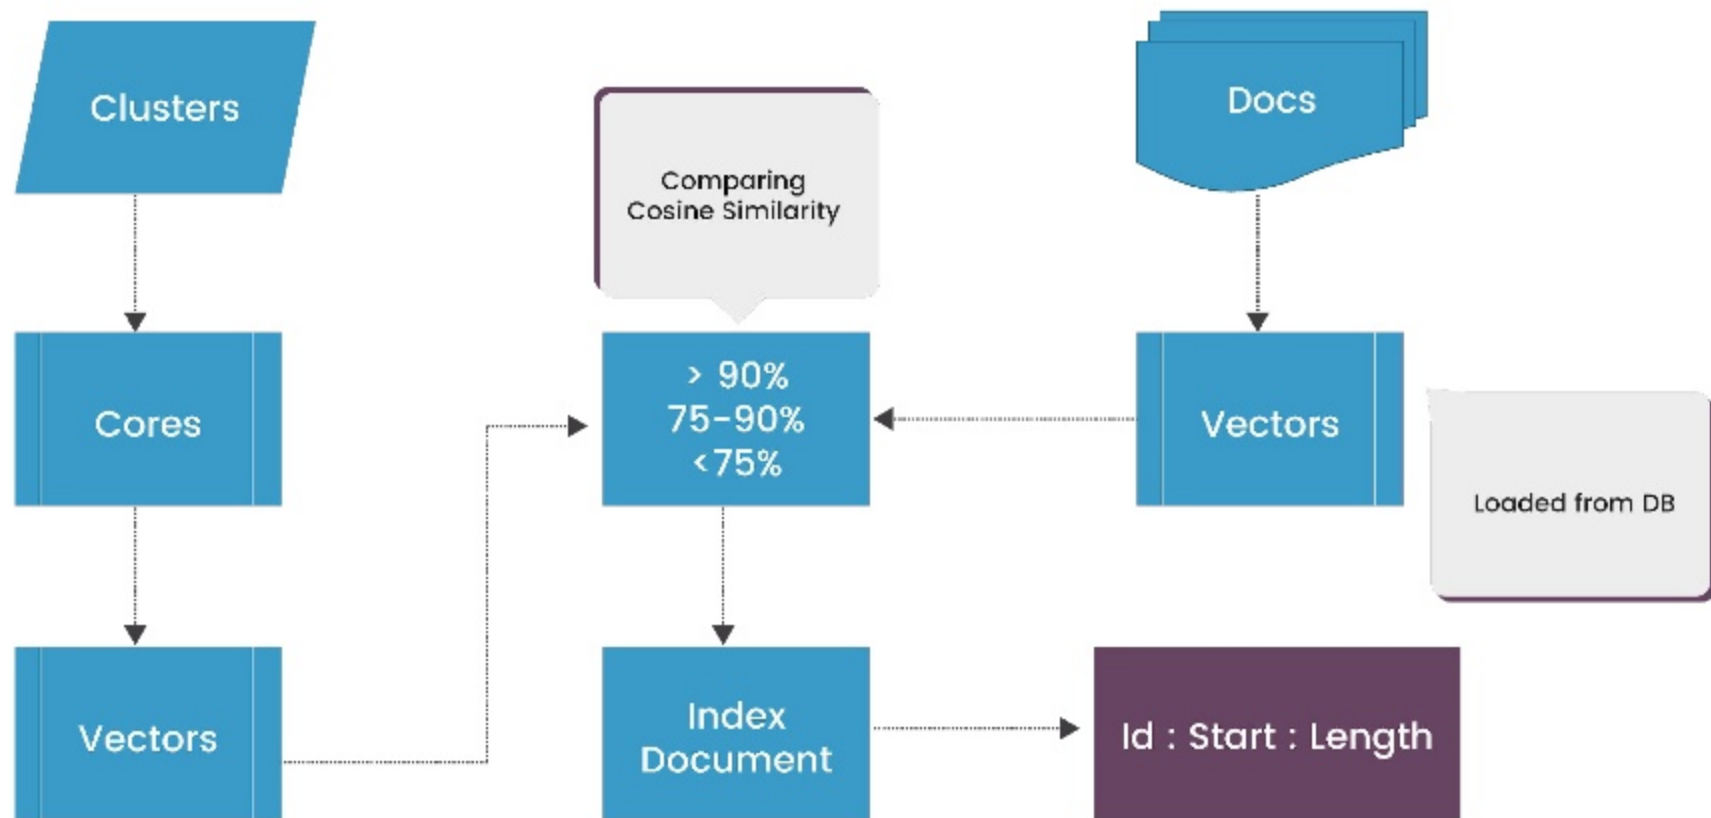 Clusters
Docs
Comparing
Cosine Similarity
Cores
> 90%
75-90%
<75%
Vectors
Loaded from DB
Vectors
Index
Document
Id : Start : Length